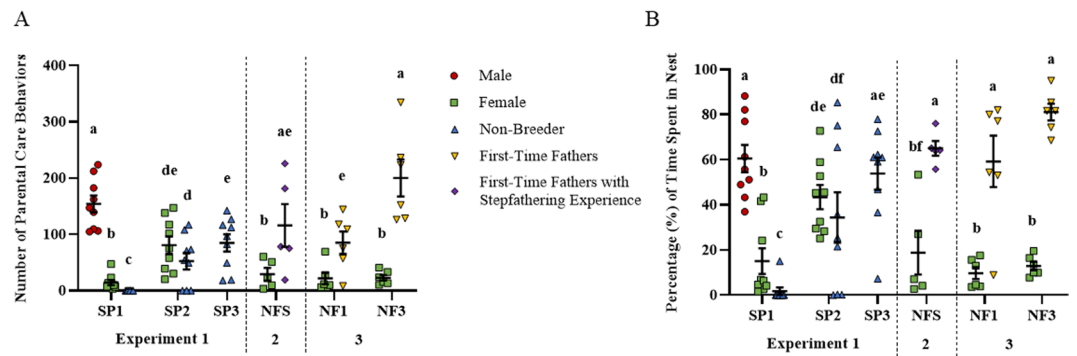 A
Number of Parental Care Behaviors
400
300
200
100
0
a
b
c
de
d
e
b
ae
b
e
b
a
SP1 SP2 SP3 NFS NF1 NF3
Experiment 1 2 3
Male
Female
Non-Breeder
First-Time Fathers
First-Time Fathers with
Stepfathering Experience
B
Percentage (%) of Time Spent in Nest
100
80
60
40
20
0
a
b
c
de
df
ae
bf
a
b
a
b
a
SP1 SP2 SP3 NFS NF1 NF3
Experiment 1 2 3